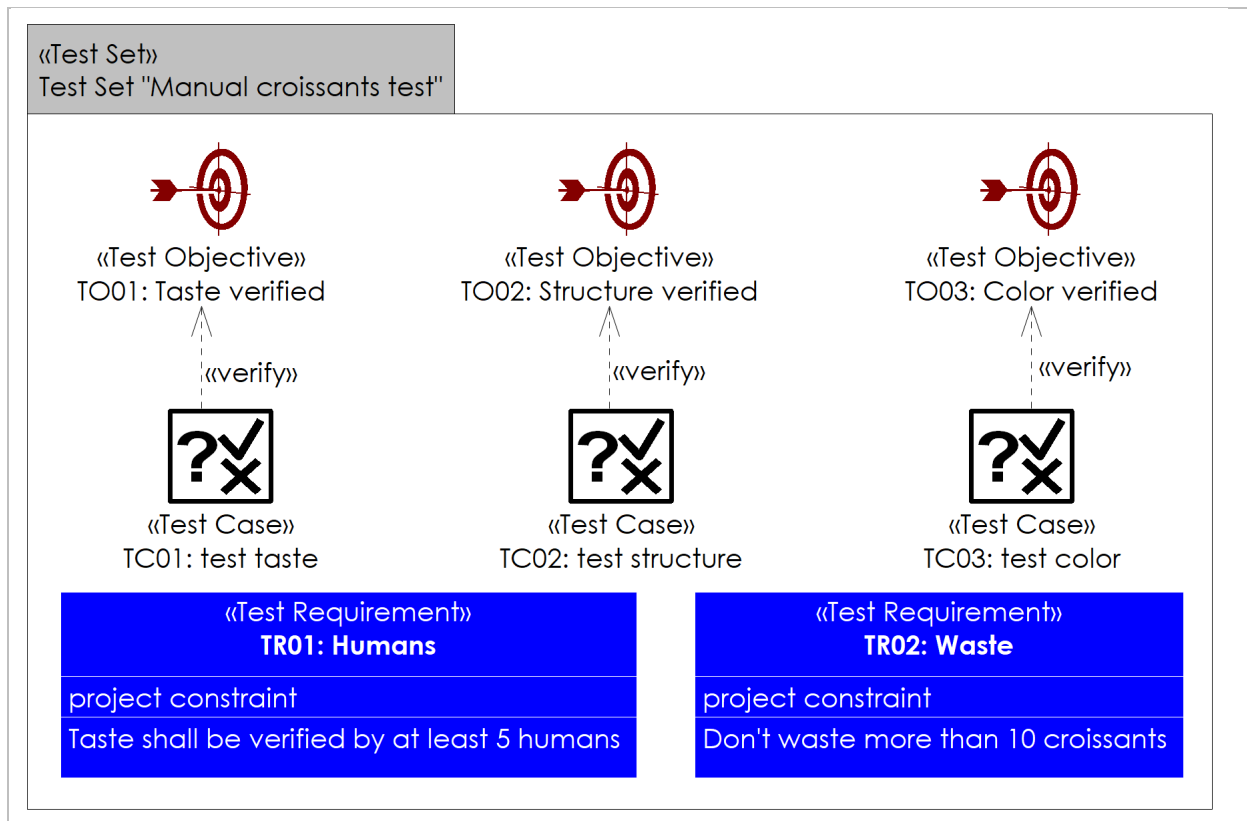 «Test Set»
Test Set "Manual croissants test"
«Test Objective»
TO01: Taste verified
«Test Objective»
TO02: Structure verified
«Test Objective»
TO03: Color verified
«verify»
«verify»
«verify»
?
?
?
«Test Case»
TC01: test taste
«Test Case»
TC02: test structure
«Test Case»
TC03: test color
«Test Requirement»
TR01: Humans
project constraint
Taste shall be verified by at least 5 humans
«Test Requirement»
TR02: Waste
project constraint
Don't waste more than 10 croissants